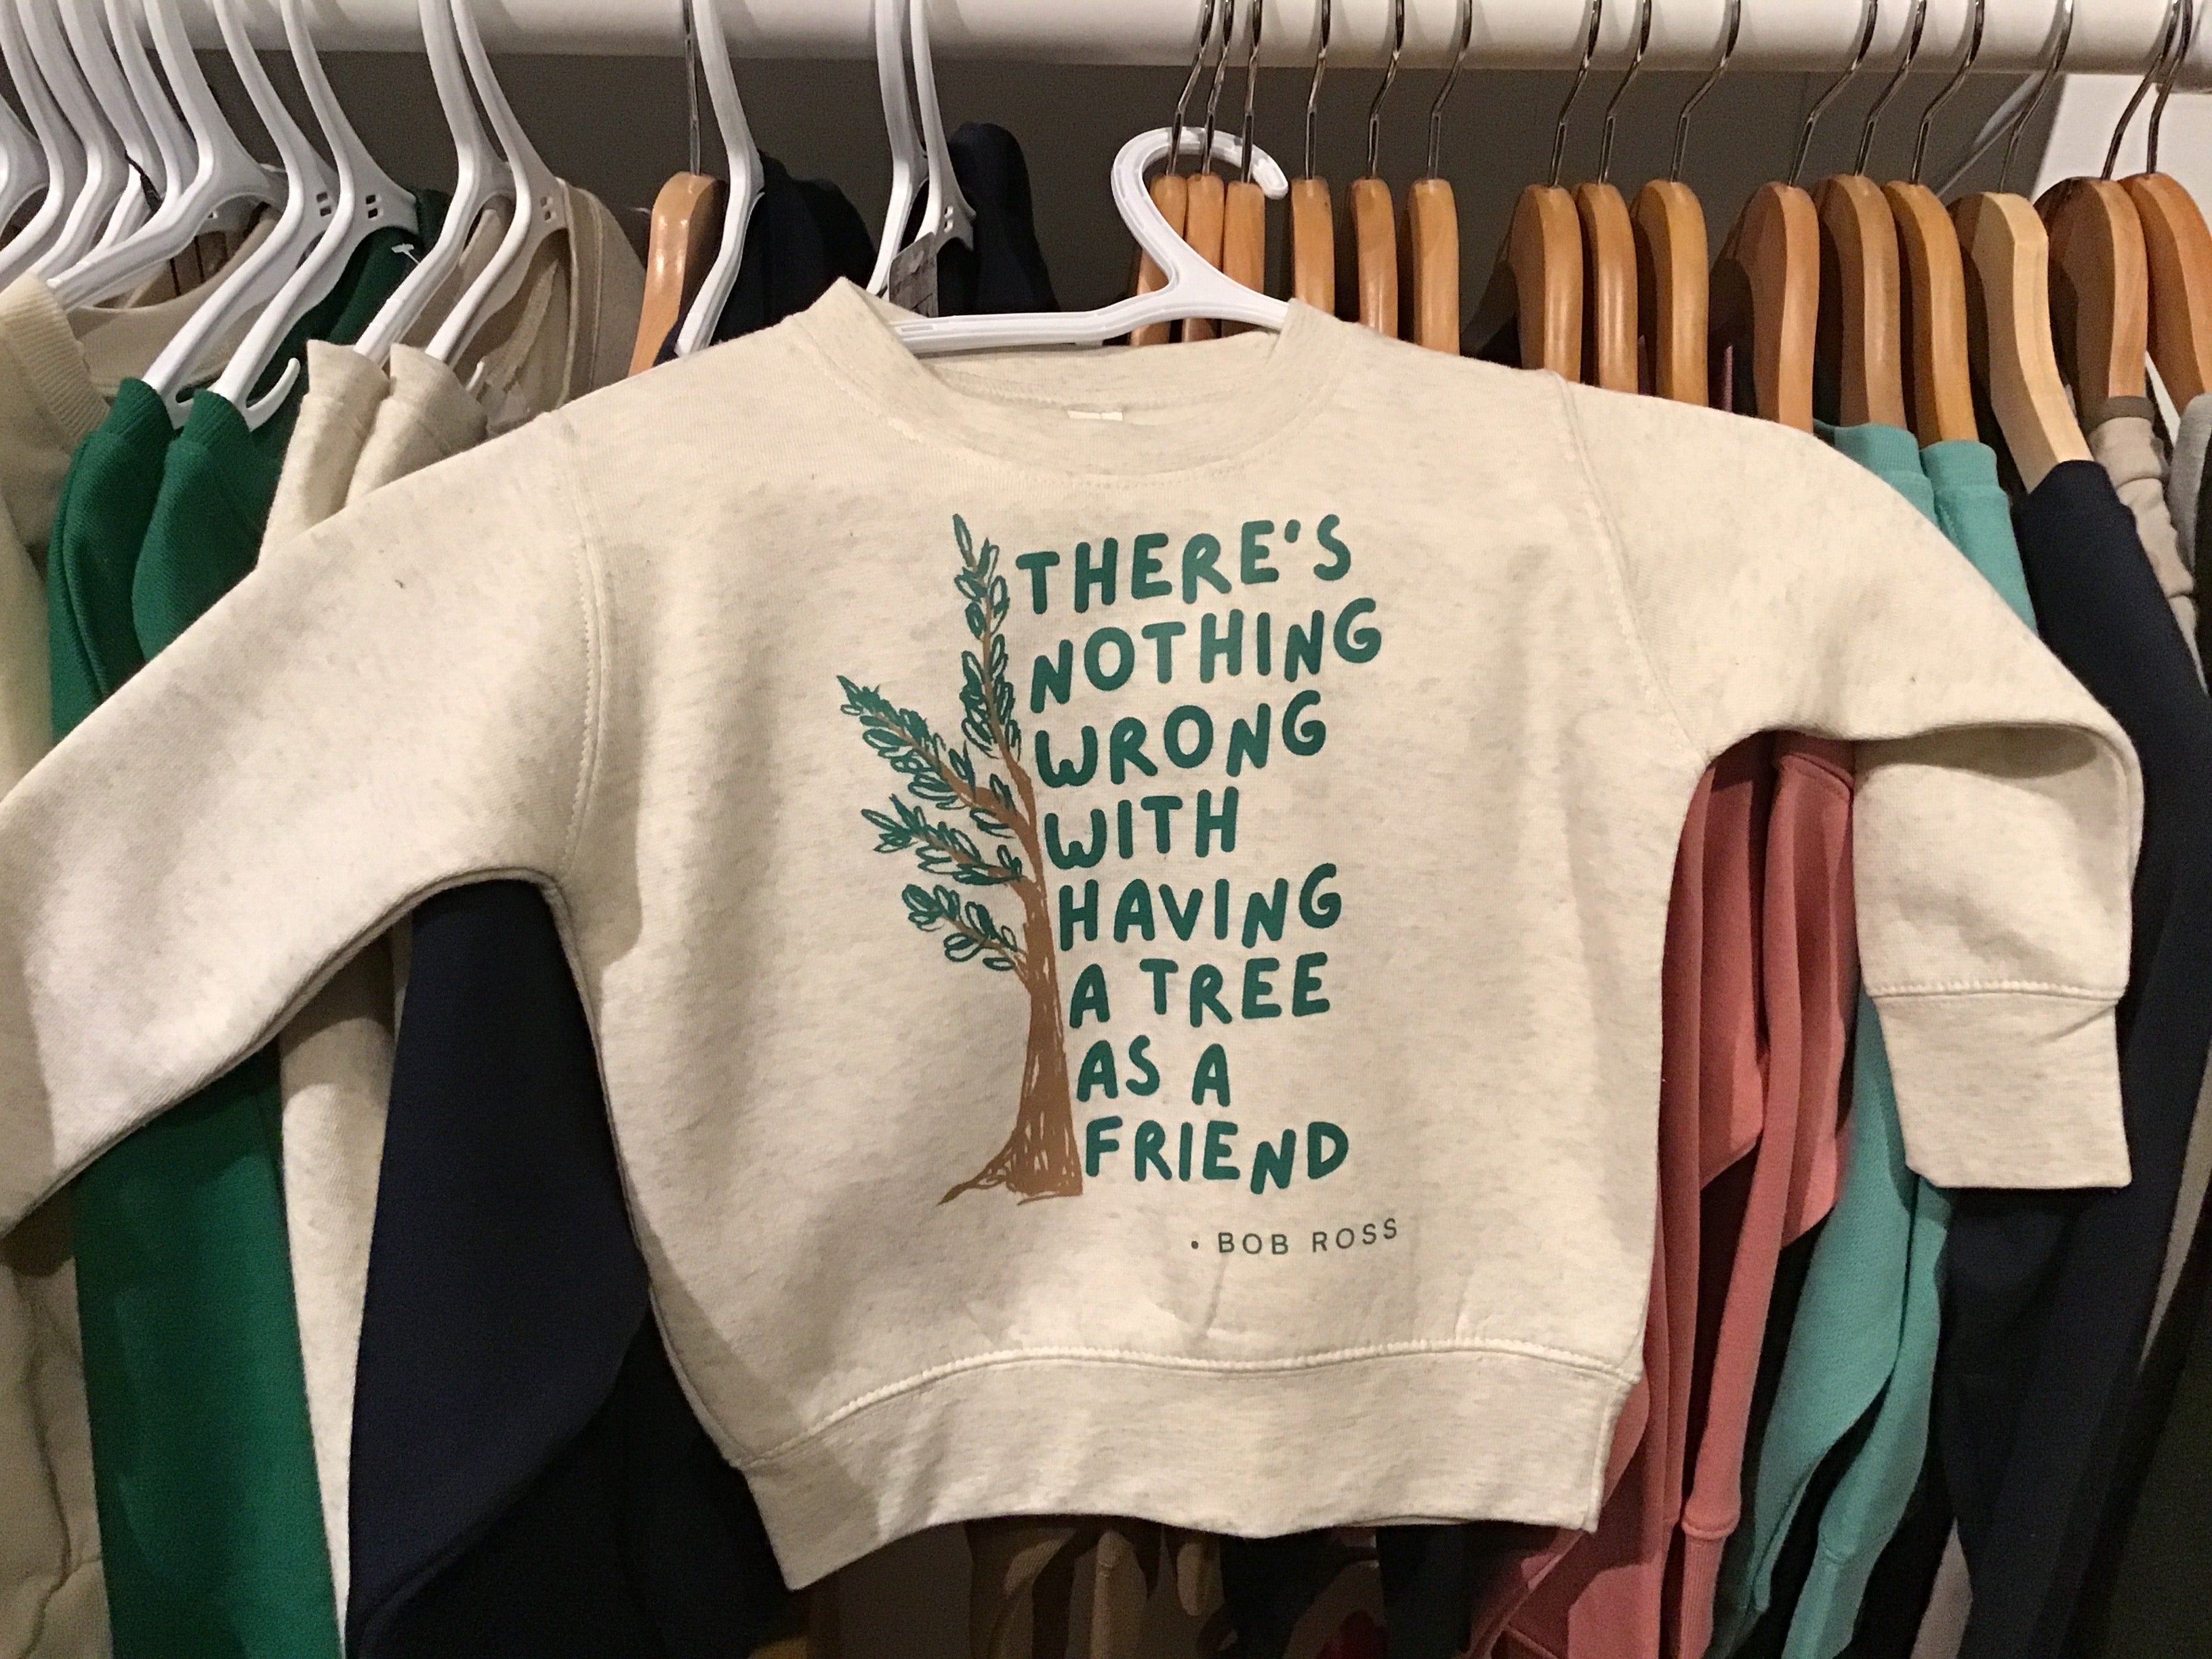 THERE'S
NOTHING
WRONG
WITH
HAVING
A TREE
AS A
FRIEND
• BOB ROSS